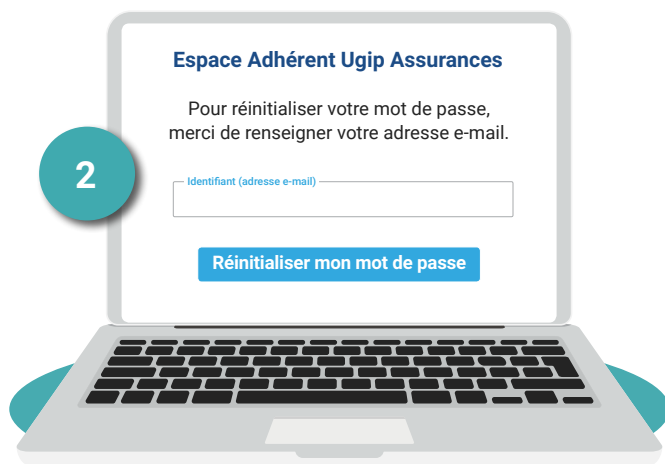 Espace Adhérent Ugip Assurances
Pour réinitialiser votre mot de passe,
merci de renseigner votre adresse e-mail.
2
Identifiant (adresse e-mail)
Réinitialiser mon mot de passe